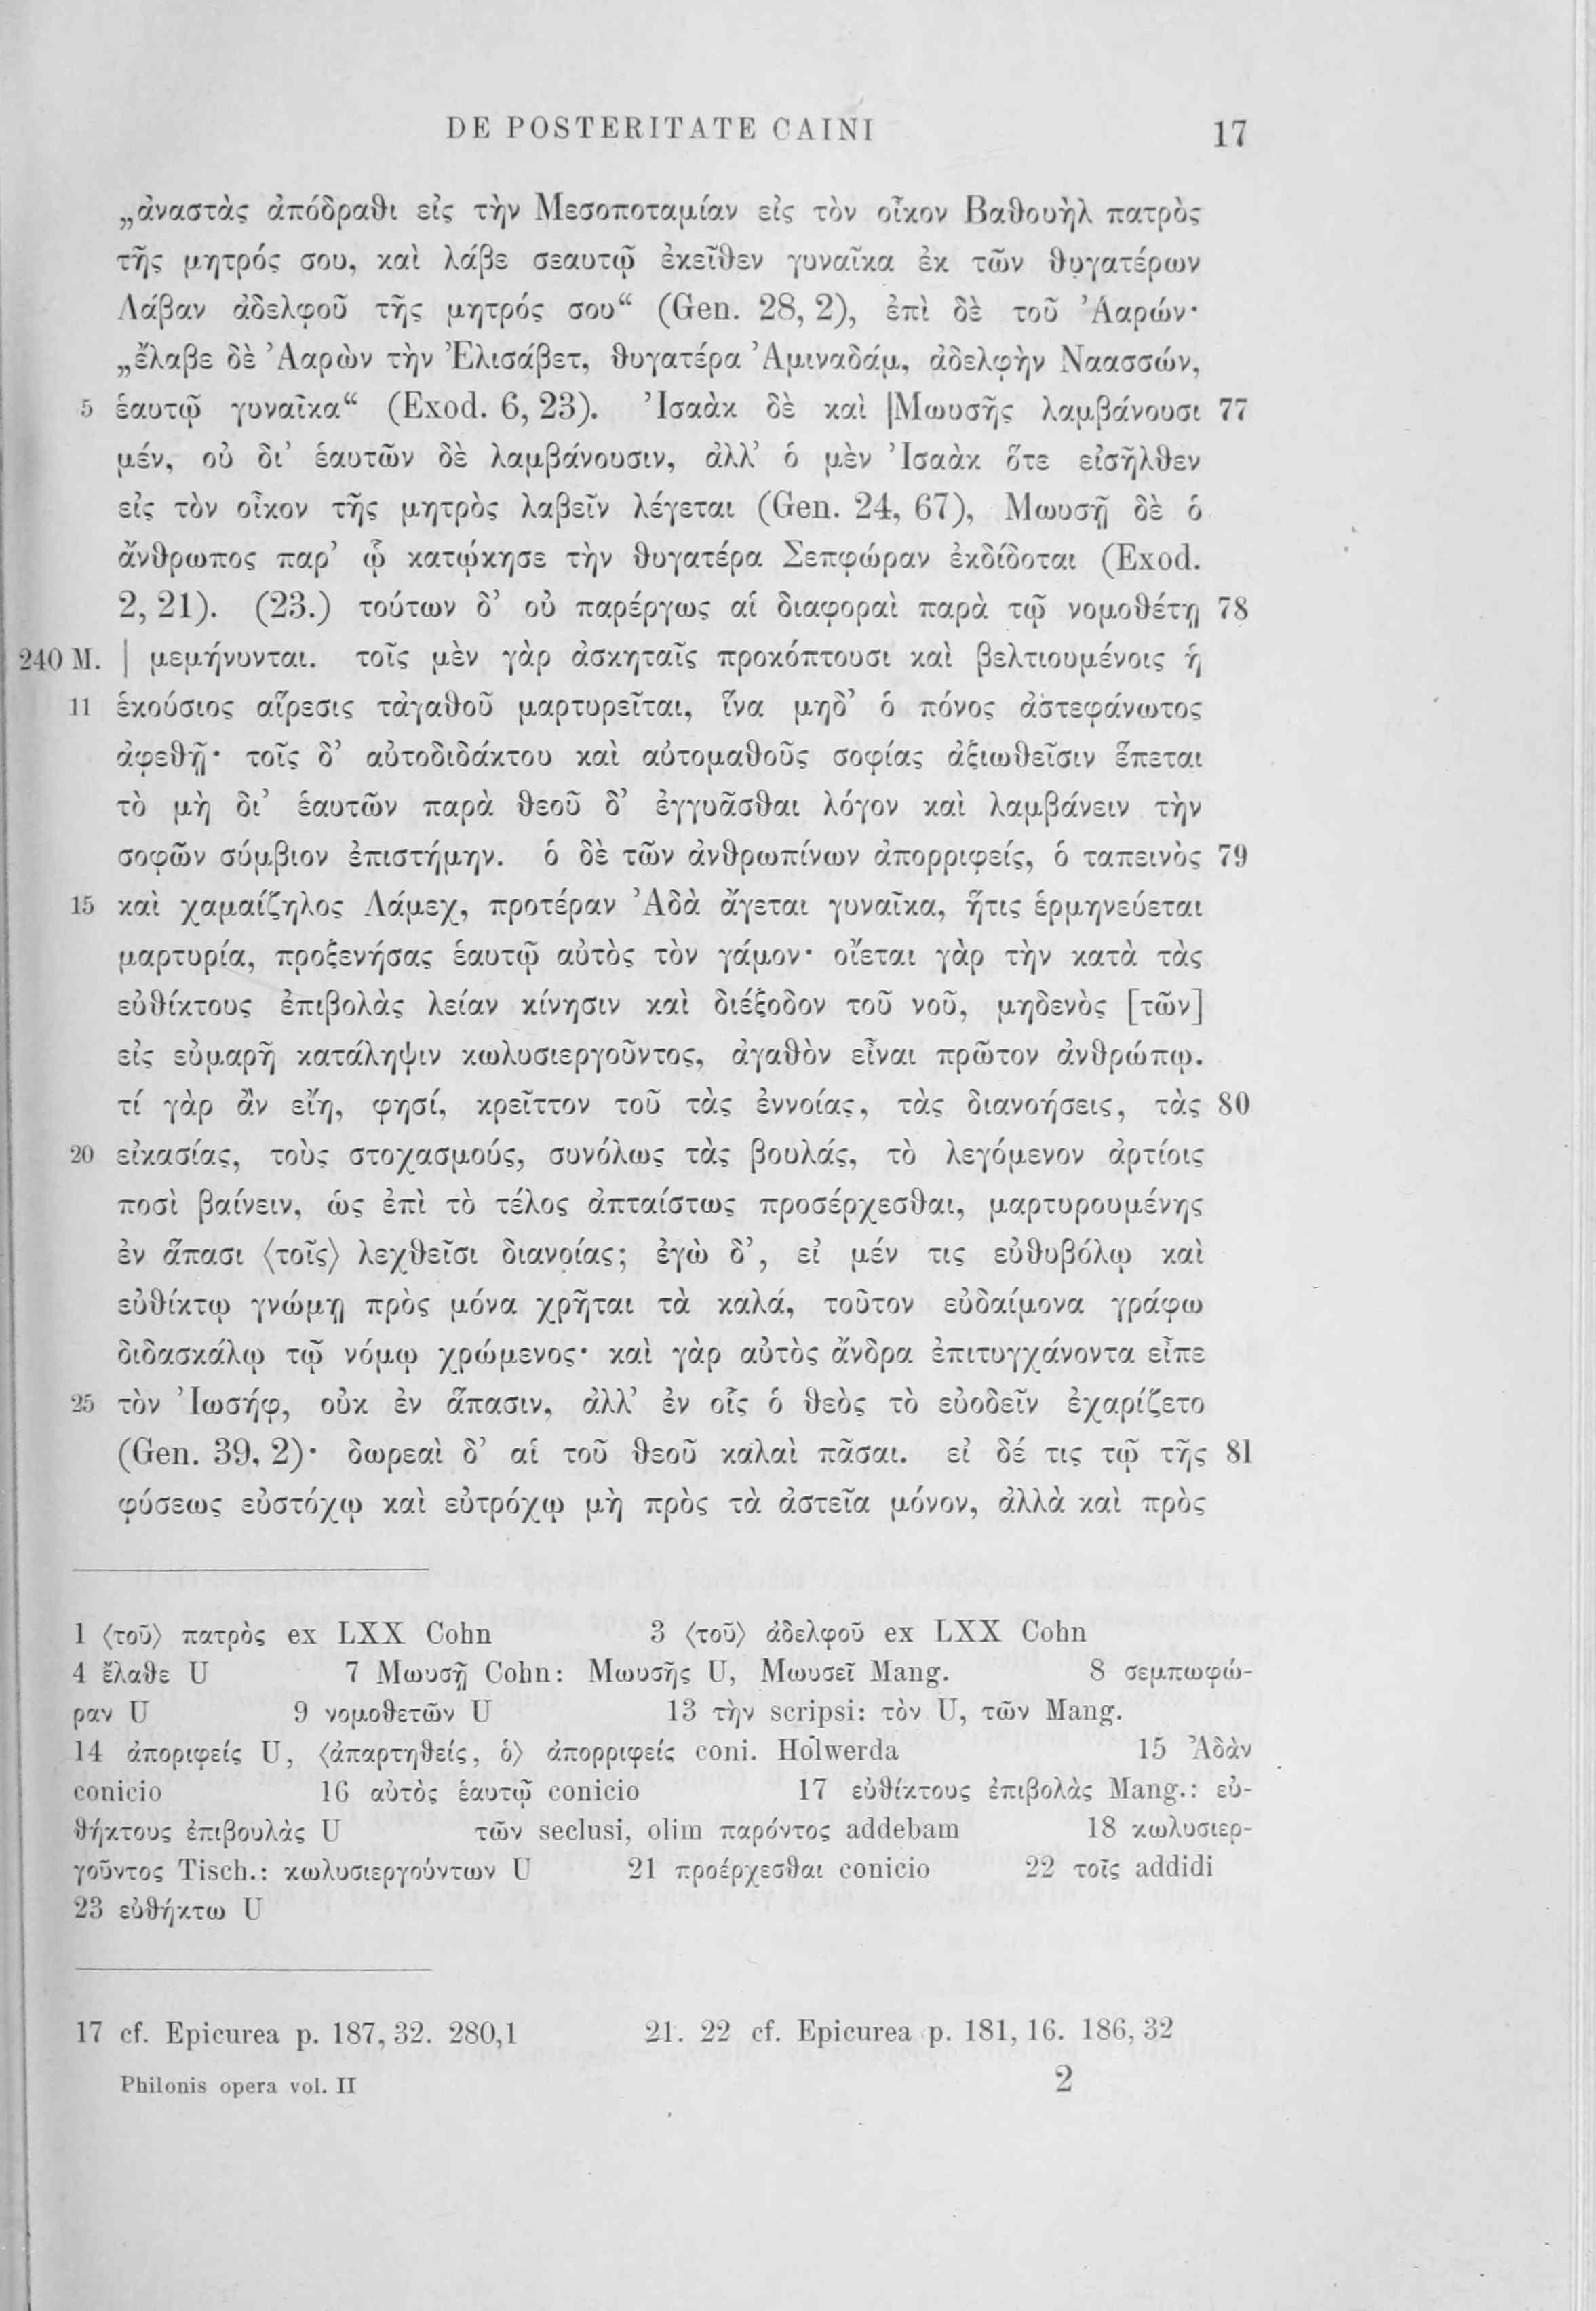 DE POSTERITATE CAINI 17
„ἀναστὰς ἀπόδραθι εἰς τὴν Μεσοποταμίαν εἰς τὸν οἶκον Βαθουὴλ πατρὸς
τῆς μητρός σου, καὶ λάβε σεαυτῷ ἐκεῖθεν γυναῖκα ἐκ τῶν θυγατέρων
Λάβαν ἀδελφοῦ τῆς μητρός σου“ (Gen. 28, 2), ἐπὶ δὲ τοῦ Ἀαρών·
„ἔλαβε δὲ Ἀαρὼν τὴν Ἐλισάβετ, θυγατέρα Ἀμιναδάμ, ἀδελφὴν Ναασσών,
5 ἑαυτῷ γυναῖκα“ (Exod. 6, 23). Ἰσαὰκ δὲ καὶ |Μωυσῆς λαμβάνουσι 77
μέν, οὐ δι’ ἑαυτῶν δὲ λαμβάνουσιν, ἀλλ’ ὁ μὲν Ἰσαὰκ ὅτε εἰσῆλθεν
εἰς τὸν οἶκον τῆς μητρὸς λαβεῖν λέγεται (Gen. 24, 67), Μωυσῇ δὲ ὁ
ἄνθρωπος παρ’ ᾧ κατῴκησε τὴν θυγατέρα Σεπφώραν ἐκδίδοται (Exod.
2, 21). (23.) τούτων δ’ οὐ παρέργως αἱ διαφοραὶ παρὰ τῷ νομοθέτῃ 78
240 M. | μεμήνυνται. τοῖς μὲν γὰρ ἀσκηταῖς προκόπτουσι καὶ βελτιουμένοις ἡ
11 ἑκούσιος αἵρεσις τἀγαθοῦ μαρτυρεῖται, ἵνα μηδ’ ὁ πόνος ἀστεφάνωτος
ἀφεθῇ· τοῖς δ’ αὐτοδιδάκτου καὶ αὐτομαθοῦς σοφίας ἀξιωθεῖσιν ἕπεται
τὸ μὴ δι’ ἑαυτῶν παρὰ θεοῦ δ’ ἐγγυᾶσθαι λόγον καὶ λαμβάνειν τὴν
σοφῶν σύμβιον ἐπιστήμην. ὁ δὲ τῶν ἀνθρωπίνων ἀπορριφείς, ὁ ταπεινὸς 79
15 καὶ χαμαίζηλος Λάμεχ, προτέραν Ἀδὰ ἄγεται γυναῖκα, ἥτις ἑρμηνεύεται
μαρτυρία, προξενήσας ἑαυτῷ αὐτὸς τὸν γάμον· οἴεται γὰρ τὴν κατὰ τὰς
εὐθίκτους ἐπιβολὰς λείαν κίνησιν καὶ διέξοδον τοῦ νοῦ, μηδενὸς [τῶν]
εἰς εὐμαρῆ κατάληψιν κωλυσιεργοῦντος, ἀγαθὸν εἶναι πρῶτον ἀνθρώπῳ.
τί γὰρ ἂν εἴη, φησί, κρεῖττον τοῦ τὰς ἐννοίας, τὰς διανοήσεις, τὰς 80
20 εἰκασίας, τοὺς στοχασμούς, συνόλως τὰς βουλάς, τὸ λεγόμενον ἀρτίοις
ποσὶ βαίνειν, ὡς ἐπὶ τὸ τέλος ἀπταίστως προσέρχεσθαι, μαρτυρουμένης
ἐν ἅπασι ⟨τοῖς⟩ λεχθεῖσι διανοίας; ἐγὼ δ’, εἰ μέν τις εὐθυβόλῳ καὶ
εὐθίκτῳ γνώμῃ πρὸς μόνα χρῆται τὰ καλά, τοῦτον εὐδαίμονα γράφω
διδασκάλῳ τῷ νόμῳ χρώμενος· καὶ γὰρ αὐτὸς ἄνδρα ἐπιτυγχάνοντα εἶπε
25 τὸν Ἰωσήφ, οὐκ ἐν ἅπασιν, ἀλλ’ ἐν οἷς ὁ θεὸς τὸ εὐοδεῖν ἐχαρίζετο
(Gen. 39, 2)· δωρεαὶ δ’ αἱ τοῦ θεοῦ καλαὶ πᾶσαι. εἰ δέ τις τῷ τῆς 81
φύσεως εὐστόχῳ καὶ εὐτρόχῳ μὴ πρὸς τὰ ἀστεῖα μόνον, ἀλλὰ καὶ πρὸς
1 ⟨τοῦ⟩ πατρὸς ex LXX Cohn 3 ⟨τοῦ⟩ ἀδελφοῦ ex LXX Cohn
4 ἔλαθε U 7 Μωυσῇ Cohn: Μωυσῆς U, Μωυσεῖ Mang. 8 σεμπωφώ-
ραν U 9 νομοθετῶν U 13 τὴν scripsi: τὸν U, τῶν Mang.
14 ἀποριφείς U, ⟨ἀπαρτηθείς, ὁ⟩ ἀπορριφείς coni. Holwerda 15 Ἀδὰν
conicio 16 αὐτὸς ἑαυτῷ conicio 17 εὐθίκτους ἐπιβολὰς Mang.: εὐ-
θήκτους ἐπιβουλὰς U τῶν seclusi, olim παρόντος addebam 18 κωλυσιερ-
γοῦντος Tisch.: κωλυσιεργούντων U 21 προέρχεσθαι conicio 22 τοῖς addidi
23 εὐθήκτω U
17 cf. Epicurea p. 187, 32. 280,1 21. 22 cf. Epicurea p. 181, 16. 186, 32
Philonis opera vol. II 2